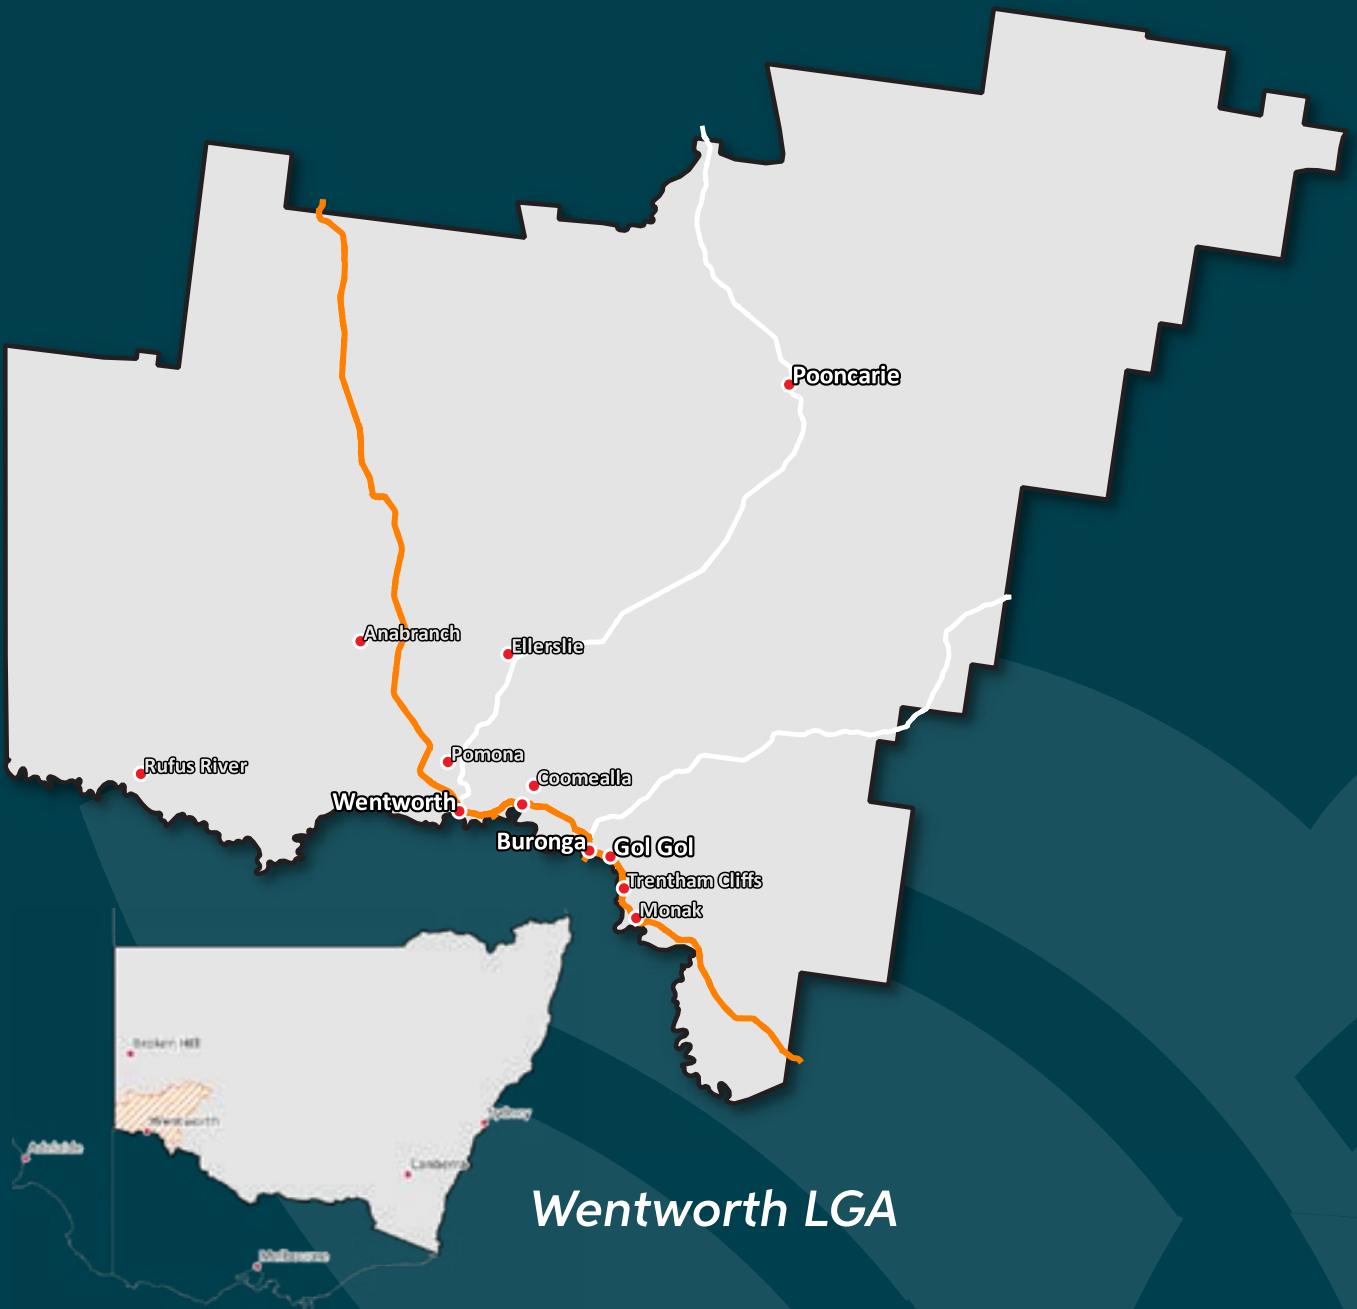 Pooncarie
Anabranch
Ellerslie
Pomona
Rufus River
Coomealla
Wentworth
Buronga
Gol Gol
Trentham Cliffs
Monak
Broken Hill
Wentworth
Sydney
Adelaide
Canberra
Melbourne
Wentworth LGA